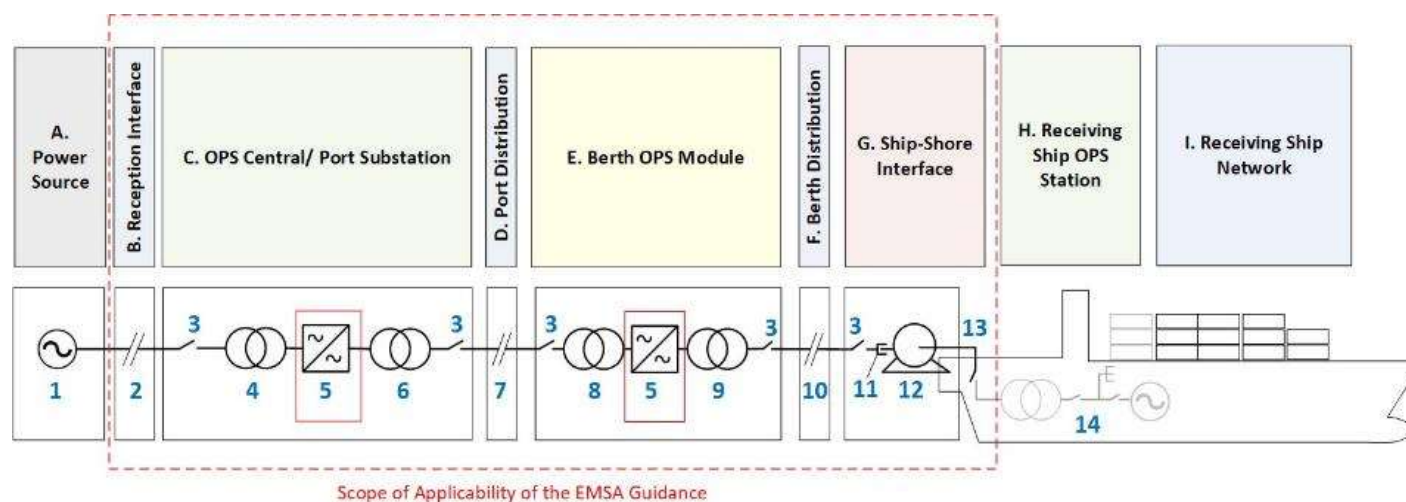 A.
Power
Source
B. Reception Interface
C. OPS Central/ Port Substation
D. Port Distribution
E. Berth OPS Module
F. Berth Distribution
G. Ship-Shore
Interface
H. Receiving
Ship OPS
Station
I. Receiving Ship
Network
1
2
3
4
5
6
3
7
3
8
5
9
3
10
3
11
12
13
14
Scope of Applicability of the EMSA Guidance